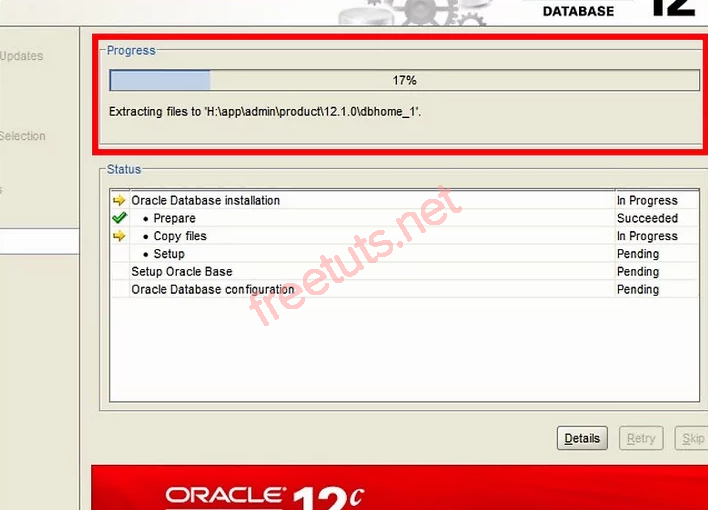 DATABASE 12
Updates
Progress
17%
Extracting files to 'H:\app\admin\product\12.1.0\dbhome_1'.
Selection
s
Status
Oracle Database installation In Progress
• Prepare Succeeded
• Copy files In Progress
• Setup Pending
Setup Oracle Base Pending
Oracle Database configuration Pending
freetuts.net
Details Retry Skip
ORACLE® 12c